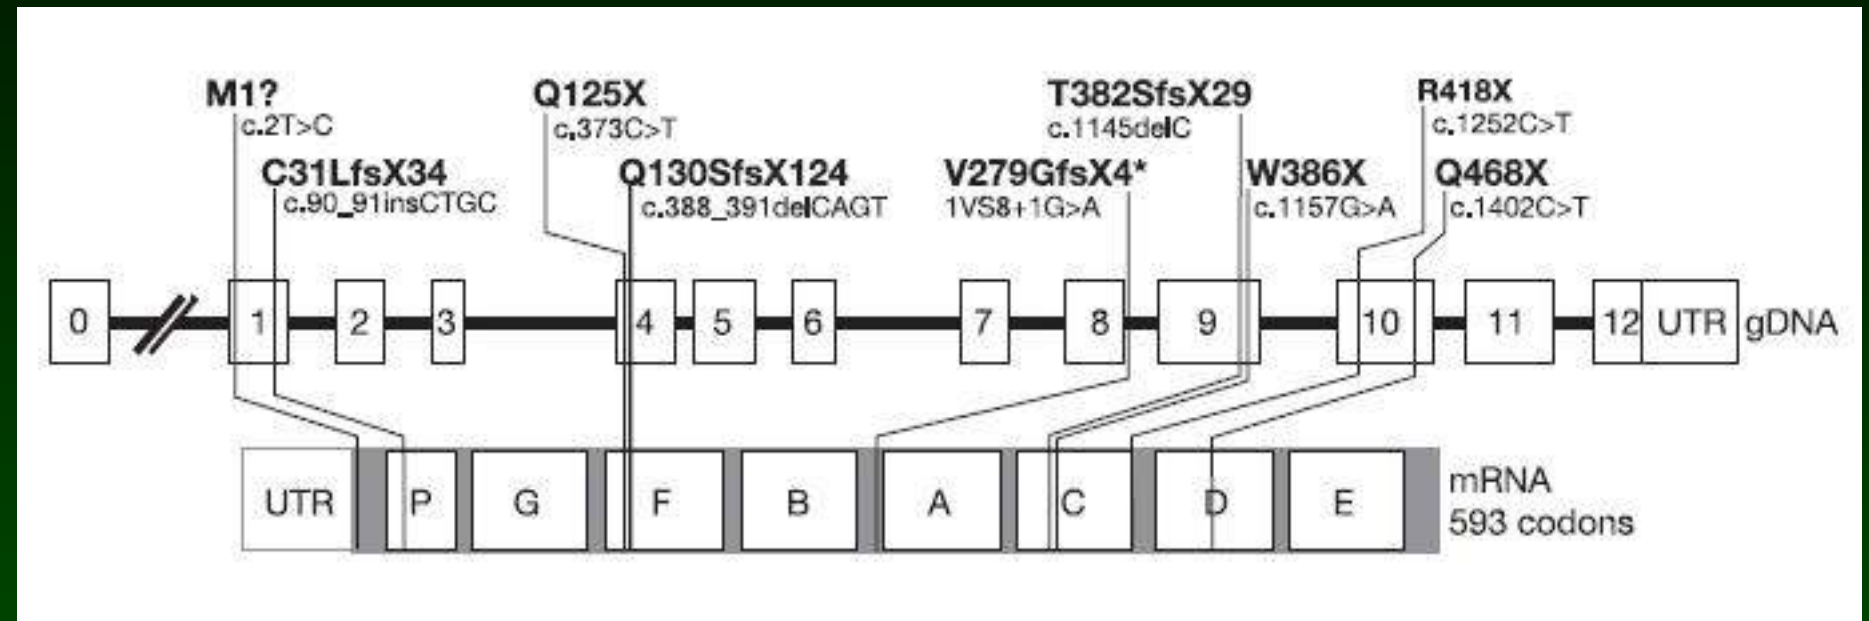 M1?
c.2T>C
C31LfsX34
c.90_91insCTGC
Q125X
c.373C>T
Q130SfsX124
c.388_391delCAGT
V279GfsX4*
1VS8+1G>A
T382SfsX29
c.1145delC
W386X
c.1157G>A
R418X
c.1252C>T
Q468X
c.1402C>T
0 1 2 3 4 5 6 7 8 9 10 11 12 UTR gDNA
UTR P G F B A C D E
mRNA
593 codons